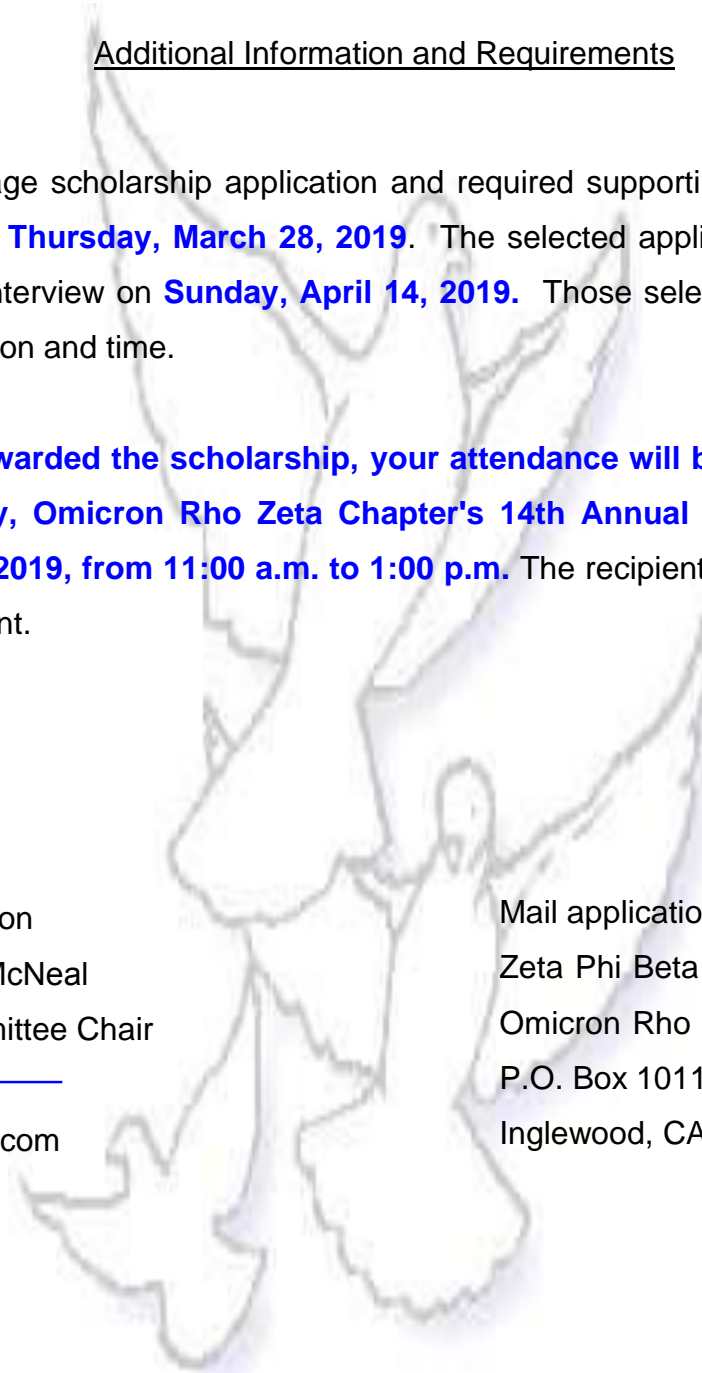 Additional Information and Requirements
age scholarship application and required supporti
Thursday, March 28, 2019. The selected appli
nterview on Sunday, April 14, 2019. Those sele
on and time.
warded the scholarship, your attendance will b
y, Omicron Rho Zeta Chapter's 14th Annual
2019, from 11:00 a.m. to 1:00 p.m. The recipient
nt.
on
McNeal
ittee Chair
com
Mail applicatio
Zeta Phi Beta
Omicron Rho
P.O. Box 1011
Inglewood, CA